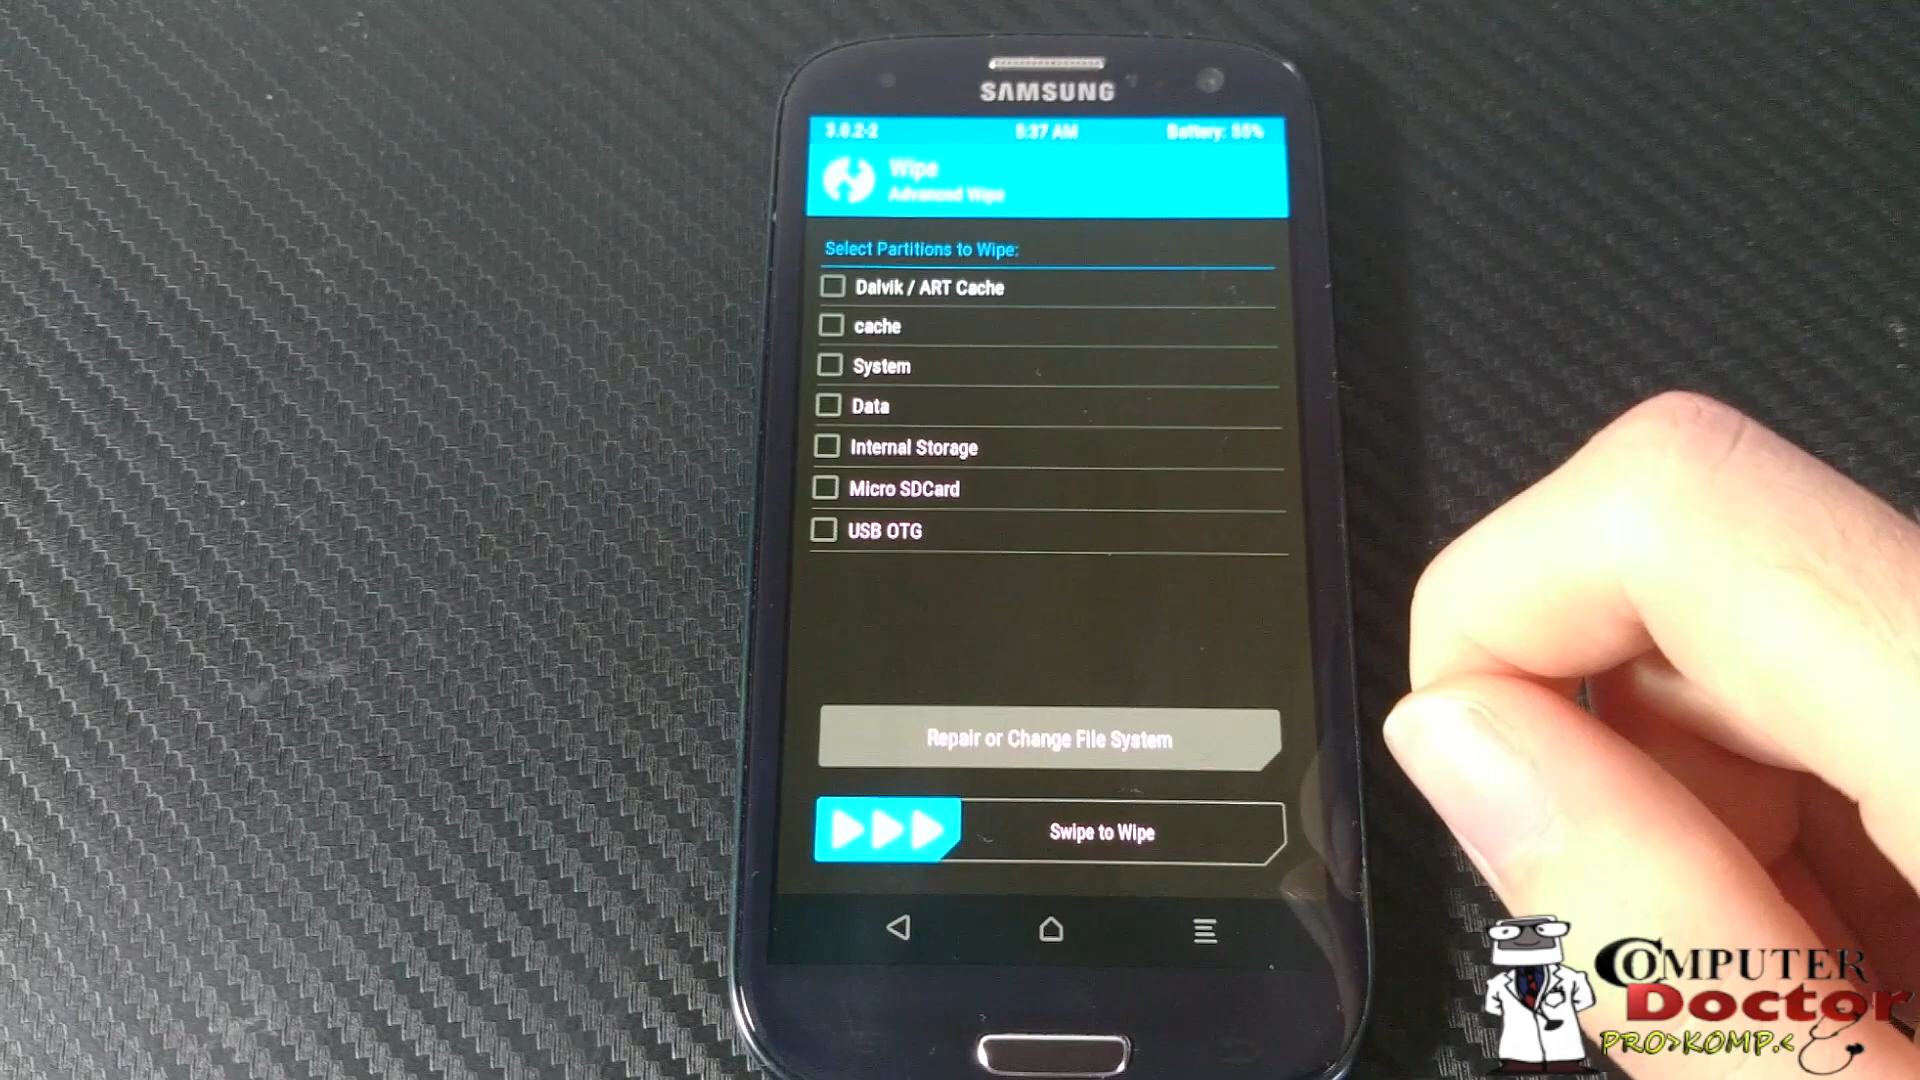 SAMSUNG
3.0.2-2 5:37 AM Battery: 55%
Wipe
Advanced Wipe
Select Partitions to Wipe:
Dalvik / ART Cache
cache
System
Data
Internal Storage
Micro SDCard
USB OTG
Repair or Change File System
Swipe to Wipe
COMPUTER
DOCTOR
PRO>KOMP.<